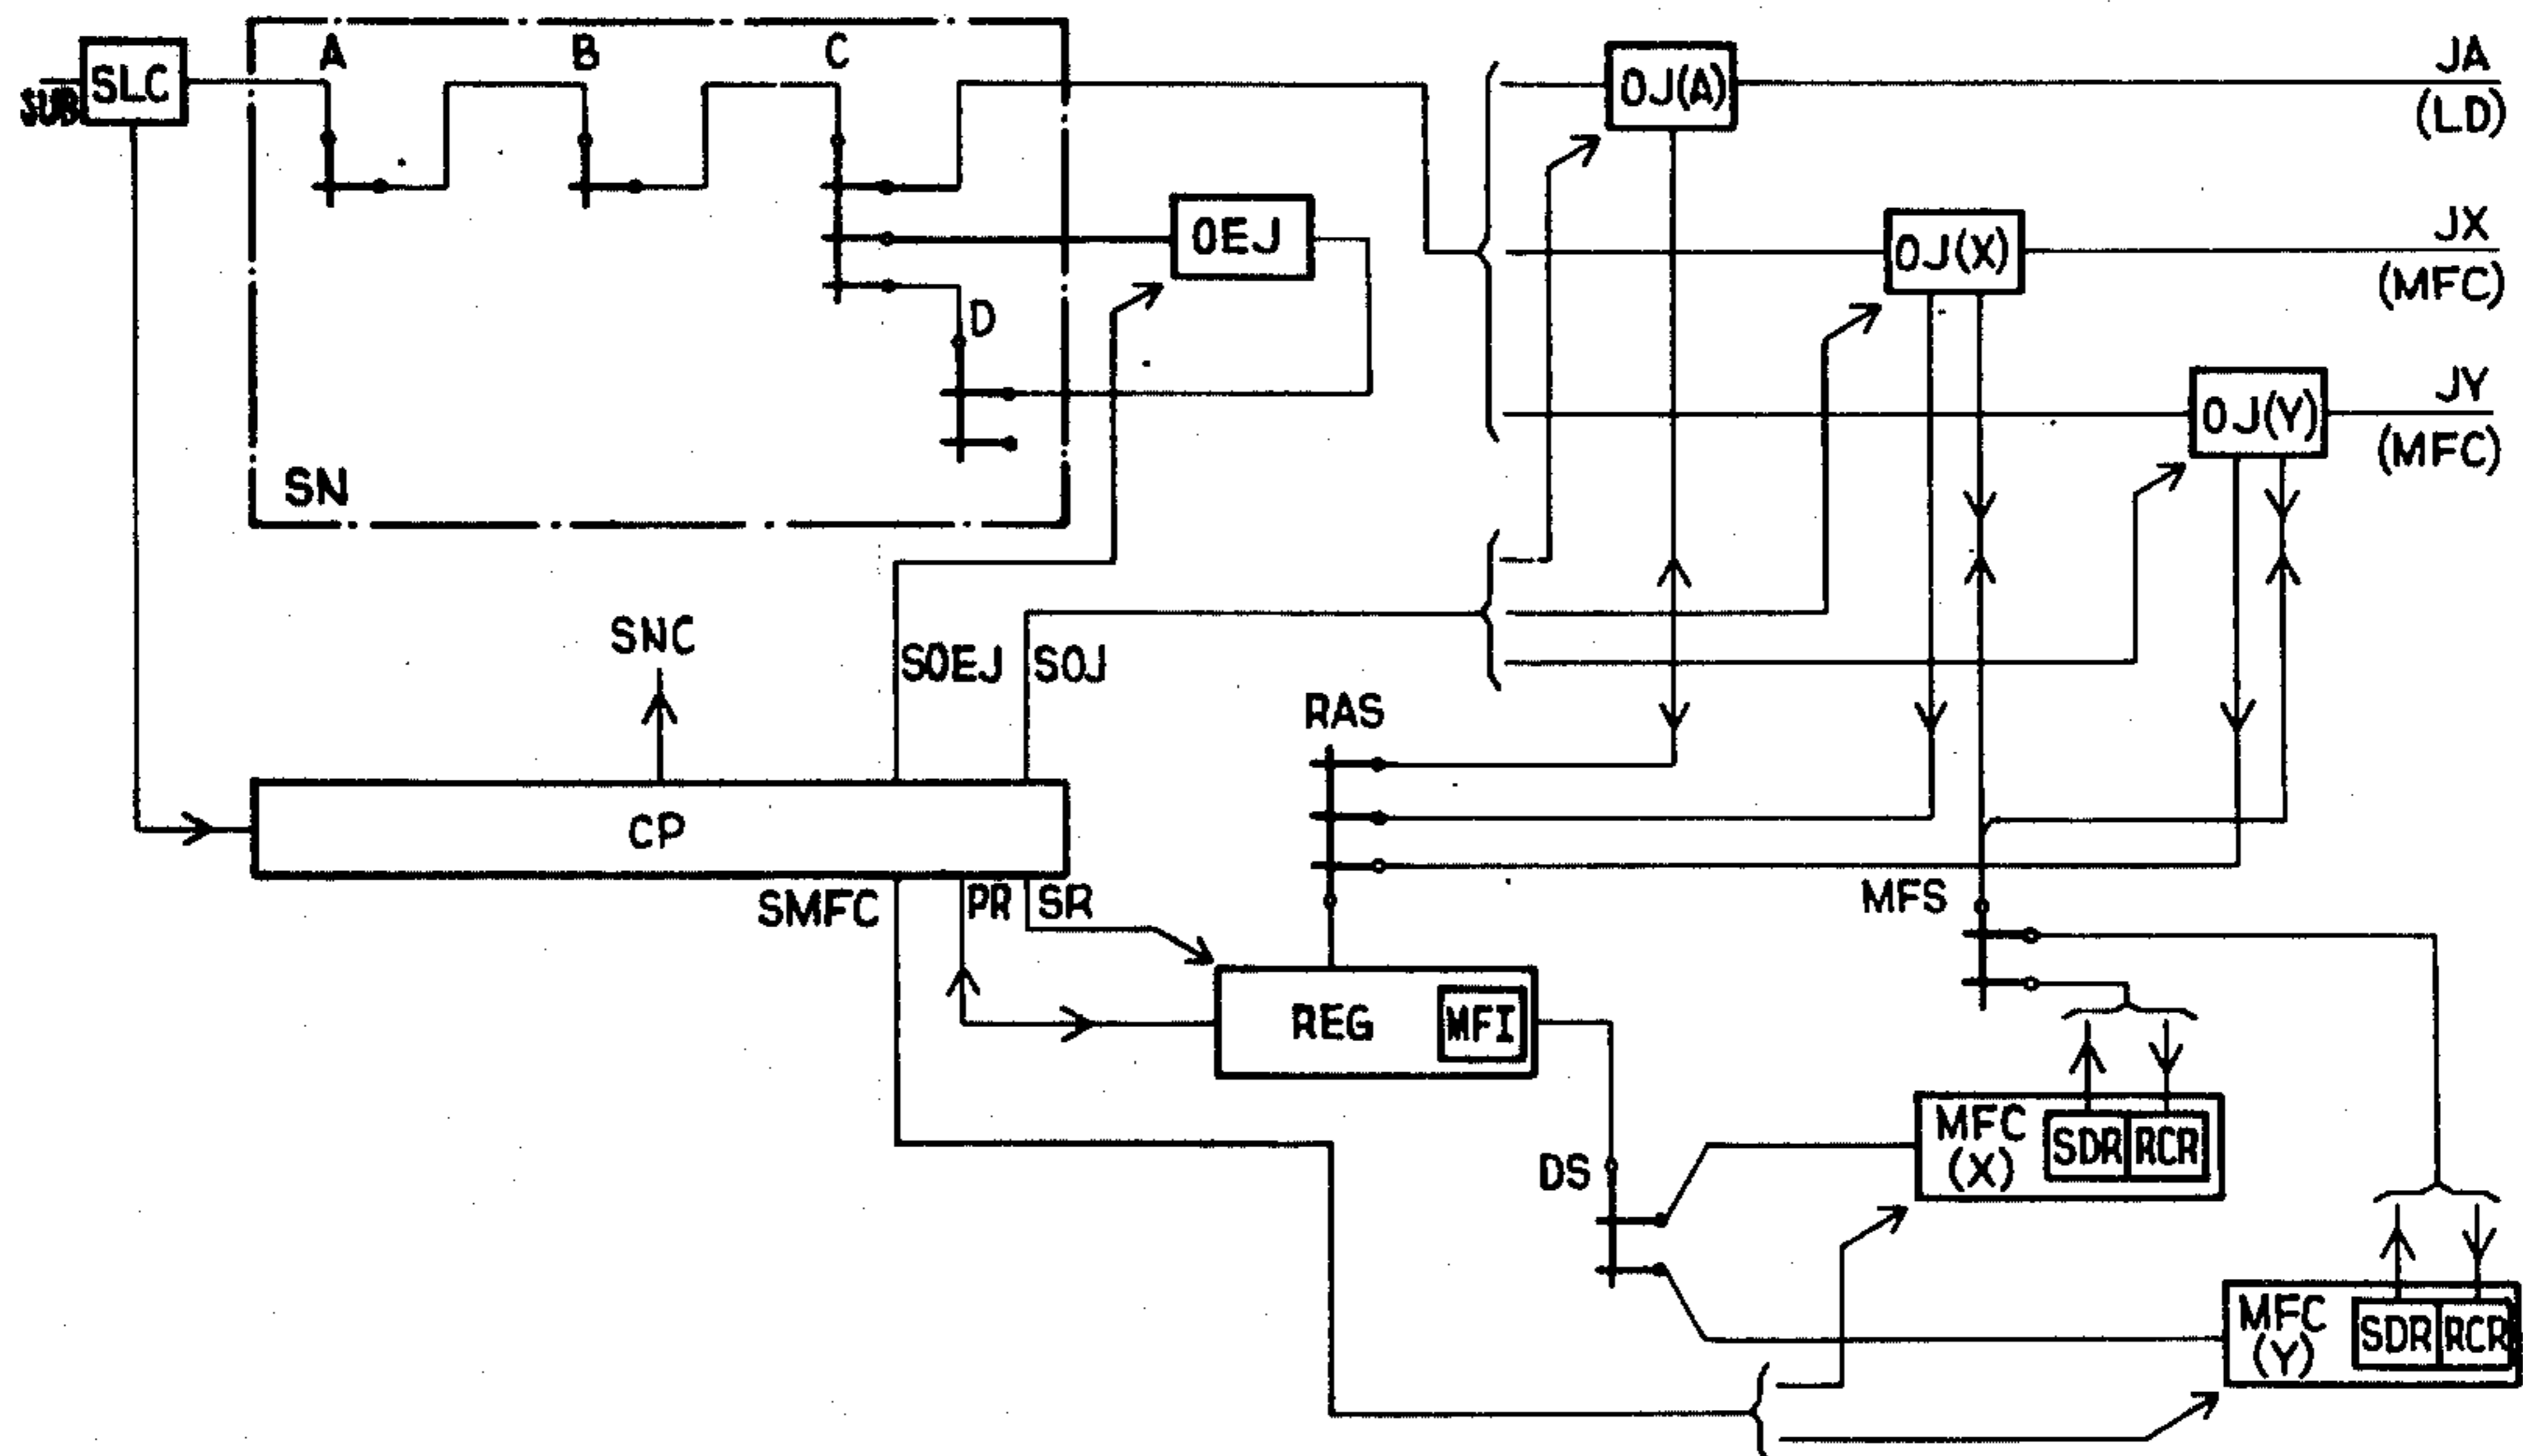 A
B
C
JA
SUB
SLC
OJ(A)
(LD)
OEJ
OJ(X)
JX
(MFC)
D
JY
OJ(Y)
(MFC)
SN
SNC
SOEJ
SOJ
RAS
CP
SMFC
PR
SR
MFS
REG
MFI
MFC
(X)
SDR
RCR
DS
MFC
(Y)
SDR
RCR